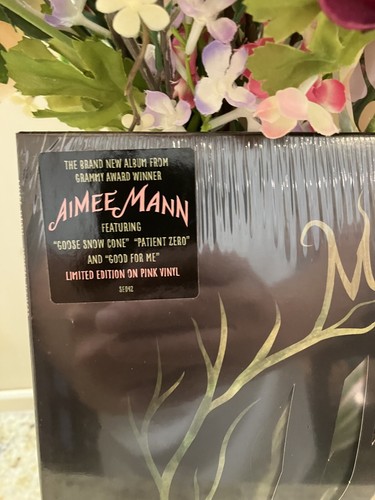 THE BRAND NEW ALBUM FROM
GRAMMY AWARD WINNER
AIMEE MANN
FEATURING
"GOOSE SNOW CONE" "PATIENT ZERO"
AND "GOOD FOR ME"
LIMITED EDITION ON PINK VINYL
SE042
M